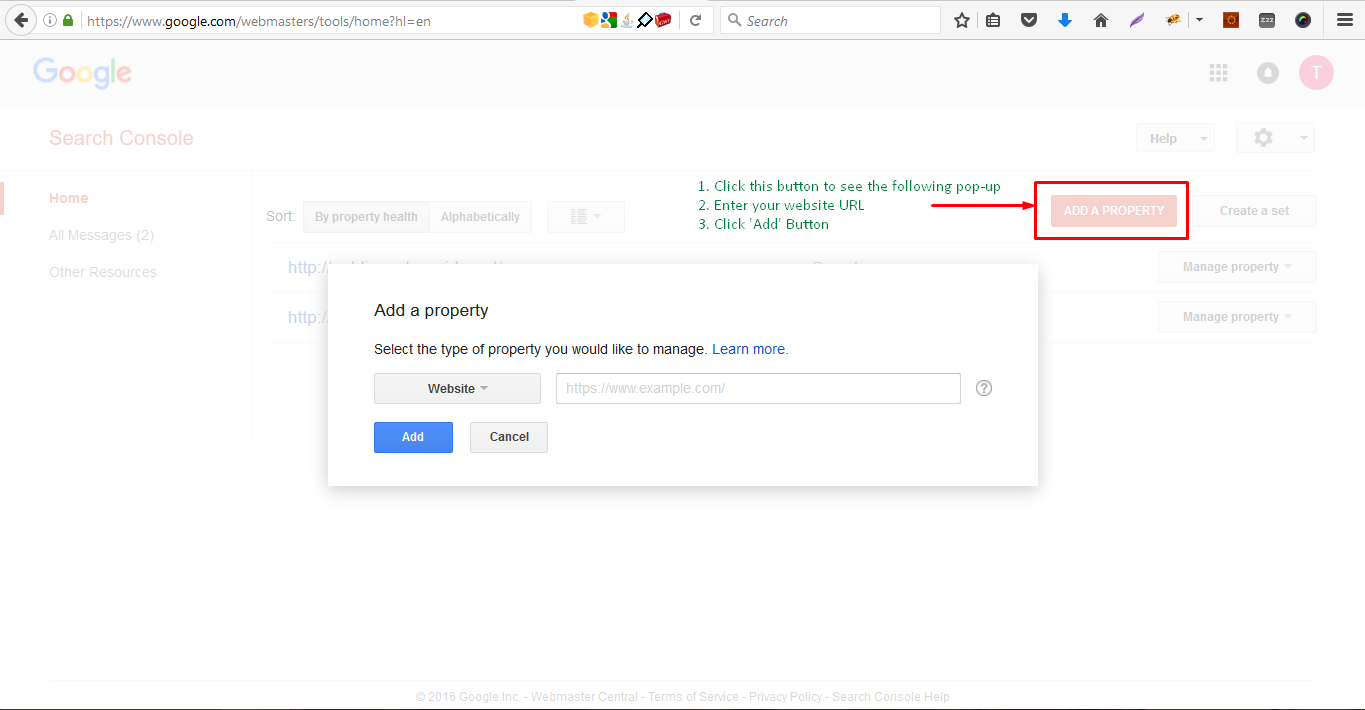 https://www.google.com/webmasters/tools/home?hl=en
Search
zzz
Google
T
Search Console
Help
Home
All Messages (2)
Other Resources
1. Click this button to see the following pop-up
2. Enter your website URL
3. Click 'Add' Button
Sort: By property health Alphabetically
ADD A PROPERTY Create a set
http:/
Manage property
http:/
Manage property
Add a property
Select the type of property you would like to manage. Learn more.
Website https://www.example.com/ ?
Add Cancel
© 2016 Google Inc. - Webmaster Central - Terms of Service - Privacy Policy - Search Console Help